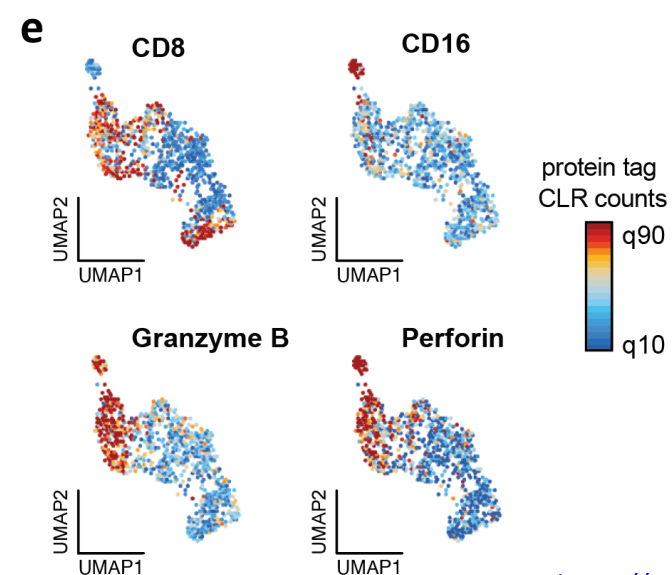 e
CD8
CD16
UMAP2
UMAP1
UMAP2
UMAP1
protein tag
CLR counts
q90
q10
Granzyme B
Perforin
UMAP2
UMAP1
UMAP2
UMAP1